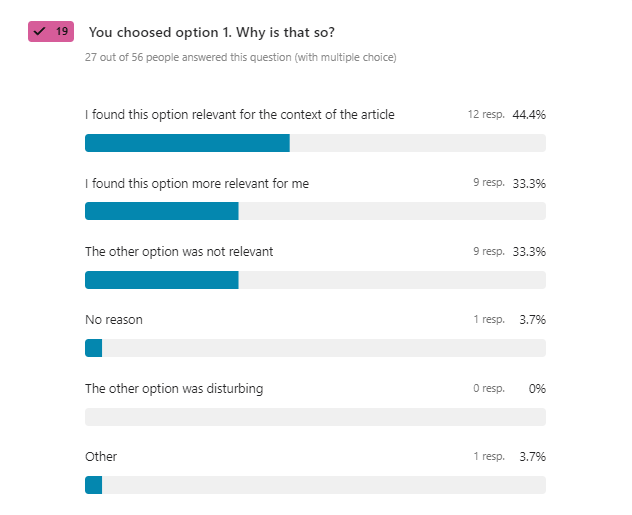 19 You choosed option 1. Why is that so?
27 out of 56 people answered this question (with multiple choice)
I found this option relevant for the context of the article 12 resp. 44.4%
I found this option more relevant for me 9 resp. 33.3%
The other option was not relevant 9 resp. 33.3%
No reason 1 resp. 3.7%
The other option was disturbing 0 resp. 0%
Other 1 resp. 3.7%